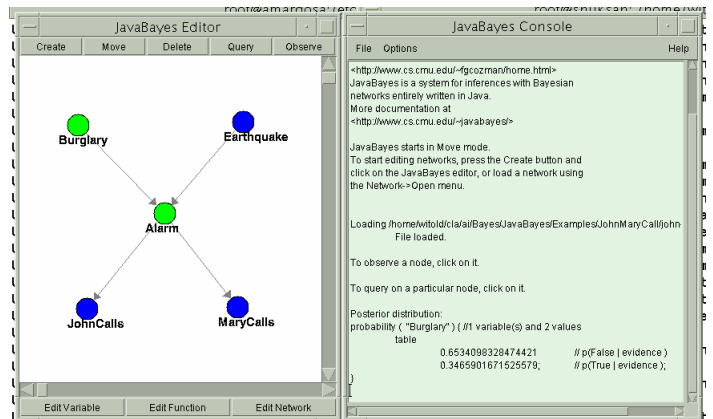 JavaBayes Editor
Create Move Delete Query Observe
Burglary
Earthquake
Alarm
JohnCalls
MaryCalls
Edit Variable Edit Function Edit Network
JavaBayes Console
File Options Help
<http://www.cs.cmu.edu/~fgcozman/home.html>
JavaBayes is a system for inferences with Bayesian
networks entirely written in Java.
More documentation at
<http://www.cs.cmu.edu/~javabayes/>
JavaBayes starts in Move mode.
To start editing networks, press the Create button and
click on the JavaBayes editor, or load a network using
the Network->Open menu.
Loading /home/witold/cla/ai/Bayes/JavaBayes/Examples/JohnMaryCall/john-
File loaded.
To observe a node, click on it.
To query on a particular node, click on it.
Posterior distribution:
probability ( "Burglary" ) { //1 variable(s) and 2 values
table
0.6534098328474421 // p(False | evidence )
0.3465901671525579; // p(True | evidence );
}